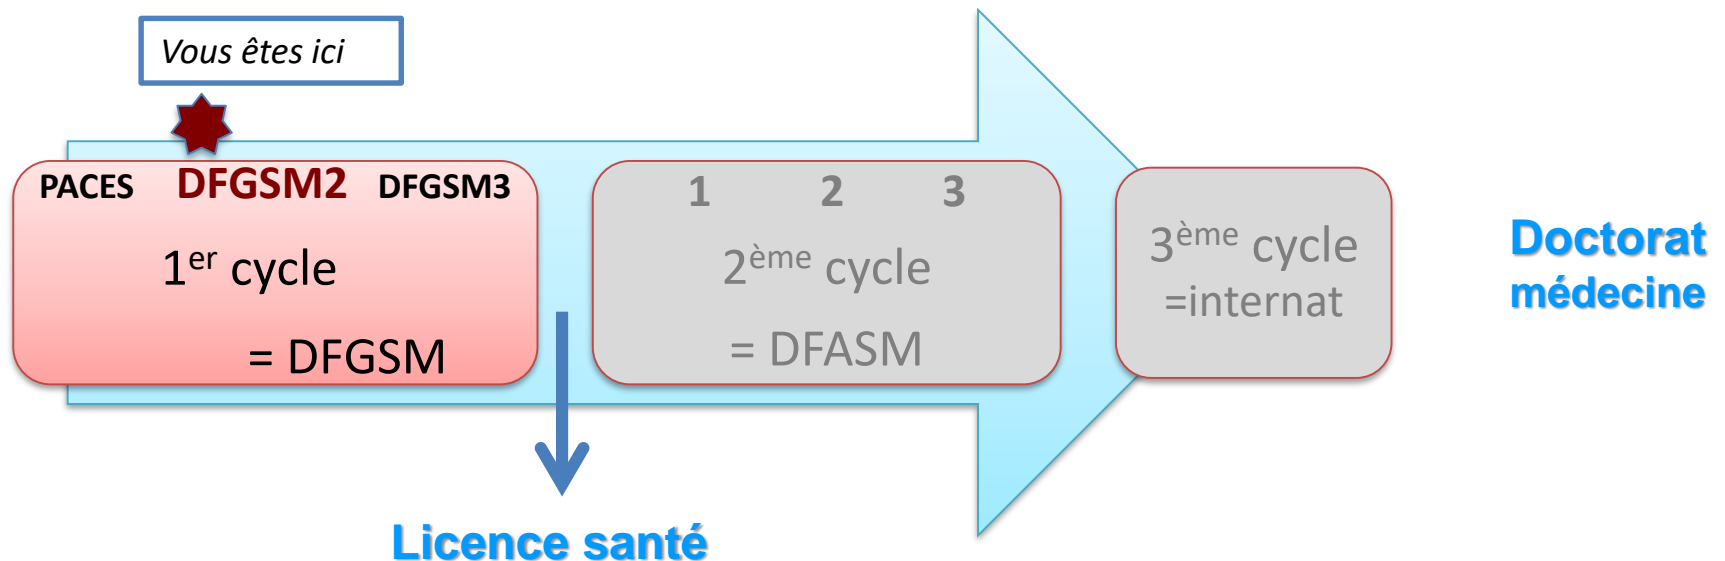 Vous êtes ici
PACES DFGSM2 DFGSM3
1er cycle
= DFGSM
1 2 3
2ème cycle
= DFASM
3ème cycle
=internat
Doctorat
médecine
Licence santé